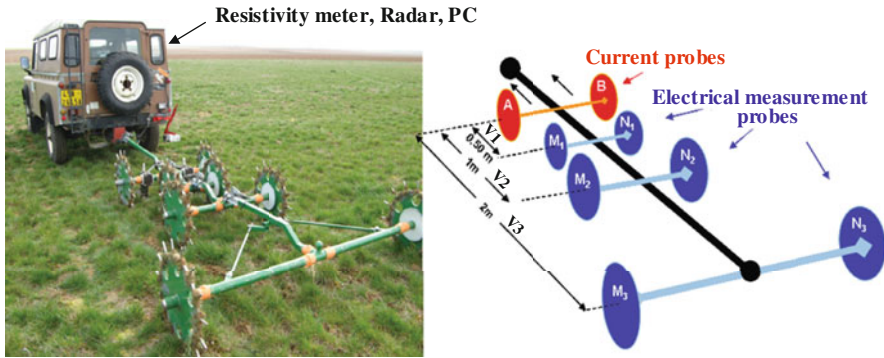 Resistivity meter, Radar, PC
Current probes
B
A
Electrical measurement
probes
V1
0.50 m
M1
N1
1m
V2
M2
N2
2m
V3
N3
M3